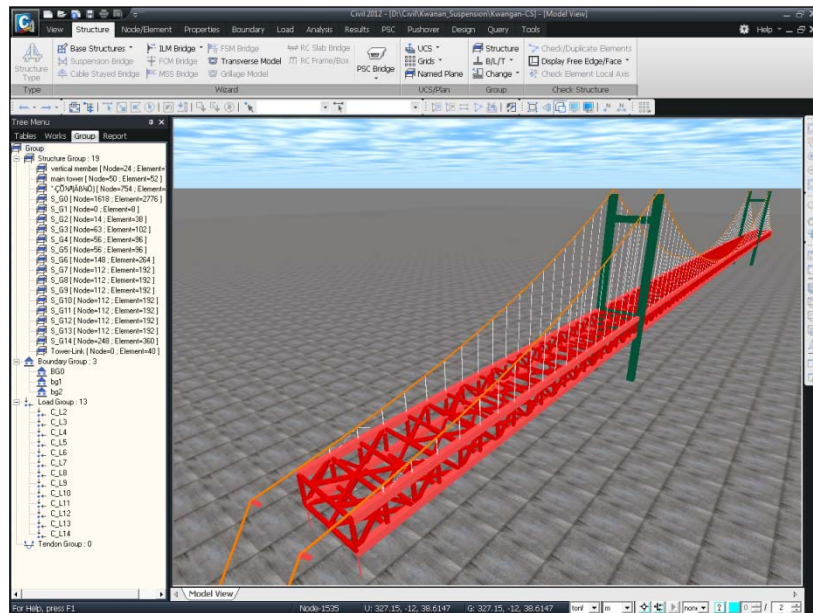 Civil 2012 - [D:\Civil\Kwanan_Suspension\Kwangan-CS] - [Model View]
View Structure Node/Element Properties Boundary Load Analysis Results PSC Pushover Design Query Tools Help
Structure Type
Base Structures
Suspension Bridge
Cable Stayed Bridge
ILM Bridge
FCM Bridge
MSS Bridge
FSM Bridge
Transverse Model
Grillage Model
RC Slab Bridge
RC Frame/Box
PSC Bridge
UCS
Grids
Named Plane
Structure
B/L/T
Change
Check/Duplicate Elements
Display Free Edge/Face
Check Element Local Axis
Type Wizard UCS/Plan Group Check Structure
Tree Menu
Tables Works Group Report
Group
Structure Group : 19
vertical member [ Node=24 ; Element=
main tower [ Node=50 ; Element=52 ]
Node=754 ; Element=
S_G0 [ Node=1618 ; Element=2776 ]
S_G1 [ Node=0 ; Element=8 ]
S_G2 [ Node=14 ; Element=38 ]
S_G3 [ Node=63 ; Element=102 ]
S_G4 [ Node=56 ; Element=96 ]
S_G5 [ Node=56 ; Element=96 ]
S_G6 [ Node=148 ; Element=264 ]
S_G7 [ Node=112 ; Element=192 ]
S_G8 [ Node=112 ; Element=192 ]
S_G9 [ Node=112 ; Element=192 ]
S_G10 [ Node=112 ; Element=192 ]
S_G11 [ Node=112 ; Element=192 ]
S_G12 [ Node=112 ; Element=192 ]
S_G13 [ Node=112 ; Element=192 ]
S_G14 [ Node=248 ; Element=360 ]
Tower-Link [ Node=0 ; Element=40 ]
Boundary Group : 3
BG0
bg1
bg2
Load Group : 13
C_L2
C_L3
C_L4
C_L5
C_L6
C_L7
C_L8
C_L9
C_L10
C_L11
C_L12
C_L13
C_L14
Tendon Group : 0
Model View
For Help, press F1 Node-1535 U: 327.15, -12, 38.6147 G: 327.15, -12, 38.6147 tonf m non 0 / 2